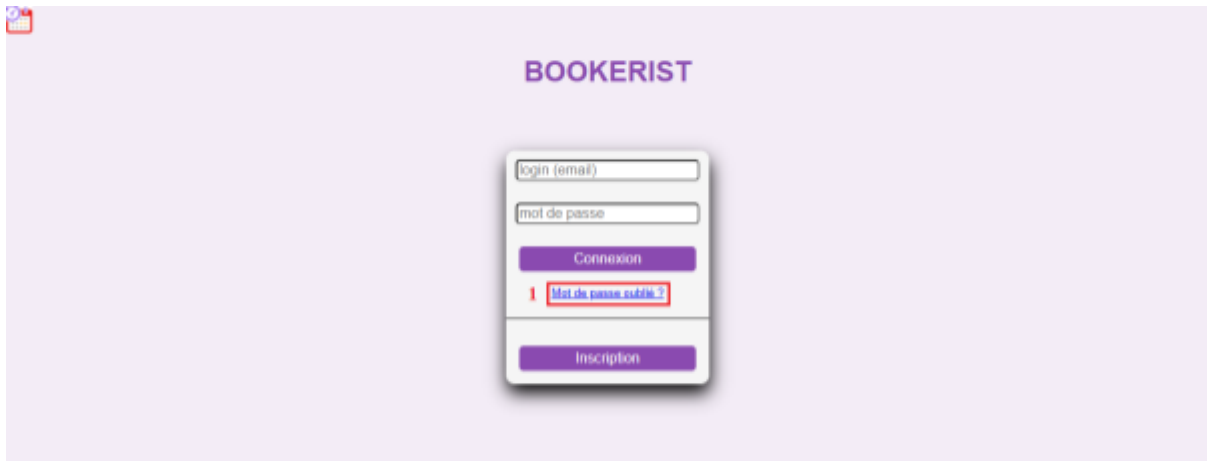 BOOKERIST
login (email)
mot de passe
Connexion
1 Mot de passe oublié ?
Inscription